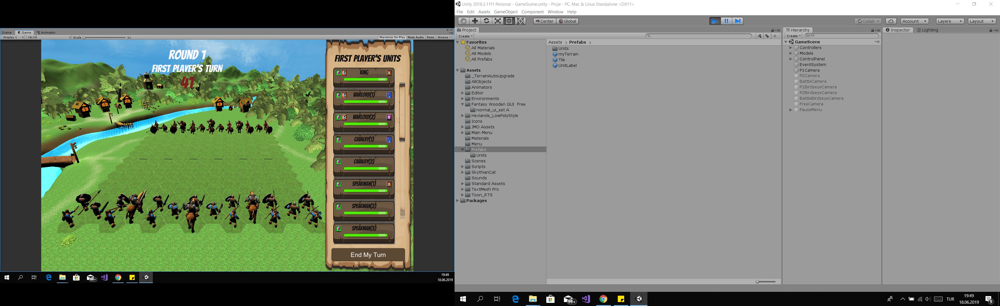 Scene Game Animator
Display 1 16:10 Scale 1x Maximize On Play Mute Audio Stats Gizmos
ROUND 1
FIRST PLAYER'S TURN
41
FIRST PLAYER'S UNITS
KING
50/50
WARLORD(1)
40/40
WARLORD(2)
40/40
CAVALRY(1)
35/35
CAVALRY(2)
35/35
SPEARMAN(1)
25/25
SPEARMAN(2)
25/25
SPEARMAN(3)
25/25
End My Turn
99+
19:49
18.06.2019
Unity 2018.3.11f1 Personal - GameScene.unity - Proje - PC, Mac & Linux Standalone <DX11>
File Edit Assets GameObject Component Window Help
Center Global Collab Account Layers Layout
Project
Create
Favorites
All Materials
All Models
All Prefabs
Assets
_TerrainAutoUpgrade
AllObjects
Animators
Editor
Environments
Fantasy Wooden GUI Free
normal_ui_set A
Hexlands_LowPolyStyle
Icons
JMO Assets
Main Menu
Materials
Menu
Prefabs
Units
Scenes
Scripts
SkythianCat
Sounds
Standard Assets
TextMesh Pro
Toon_RTS
Packages
Assets > Prefabs >
Units
myTerrain
Tile
UnitLabel
Hierarchy
Create All
GameScene
Controllers
Models
ControlPanel
EventSystem
P1Camera
P2Camera
BattleCamera
P1BirdseyeCamera
P2BirdseyeCamera
BattleBirdseyeCamera
FreeCamera
PauseMenu
Inspector Lighting
99+
TUR
19:49
18.06.2019
9